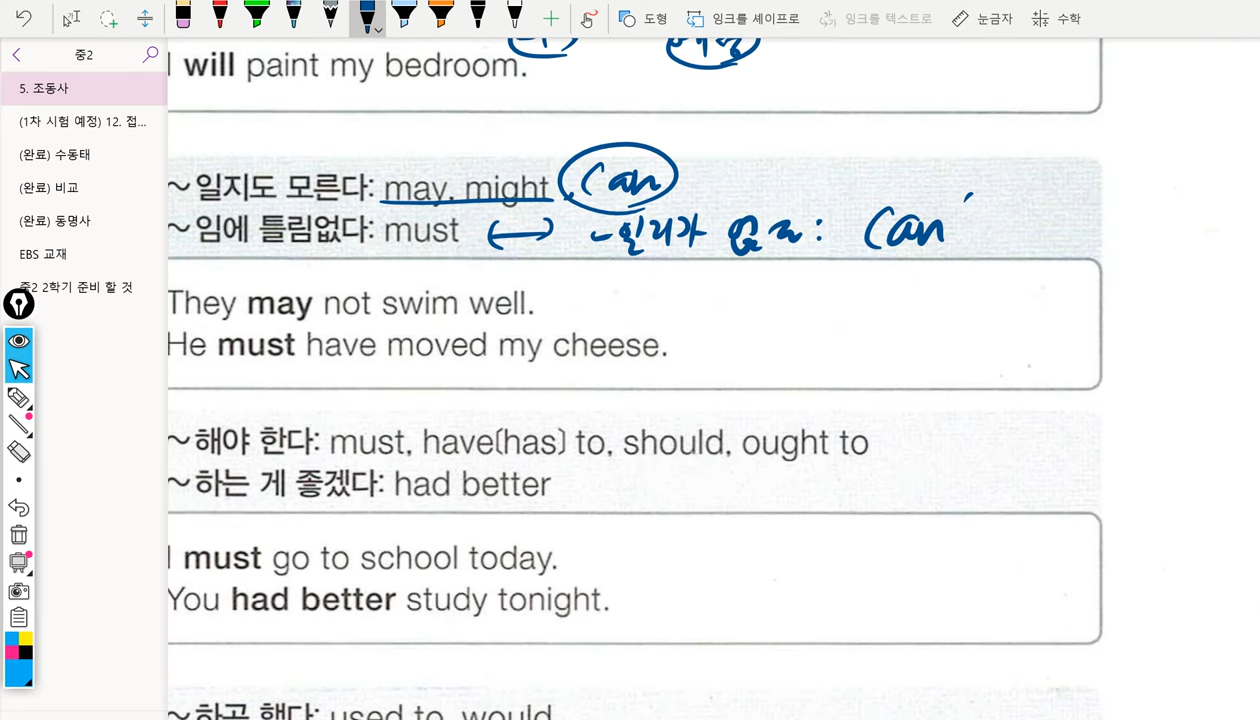 도형
잉크를 셰이프로
잉크를 텍스트로
눈금자
수학
중2
5. 조동사
(1차 시험 예정) 12. 접...
(완료) 수동태
(완료) 비교
(완료) 동명사
EBS 교재
중2 2학기 준비 할 것
I will paint my bedroom.
~일지도 모른다: may, might, can
~임에 틀림없다: must ↔ ~일리가 없다: can'
They may not swim well.
He must have moved my cheese.
~해야 한다: must, have(has) to, should, ought to
~하는 게 좋겠다: had better
I must go to school today.
You had better study tonight.
~하곤 했다: used to, would